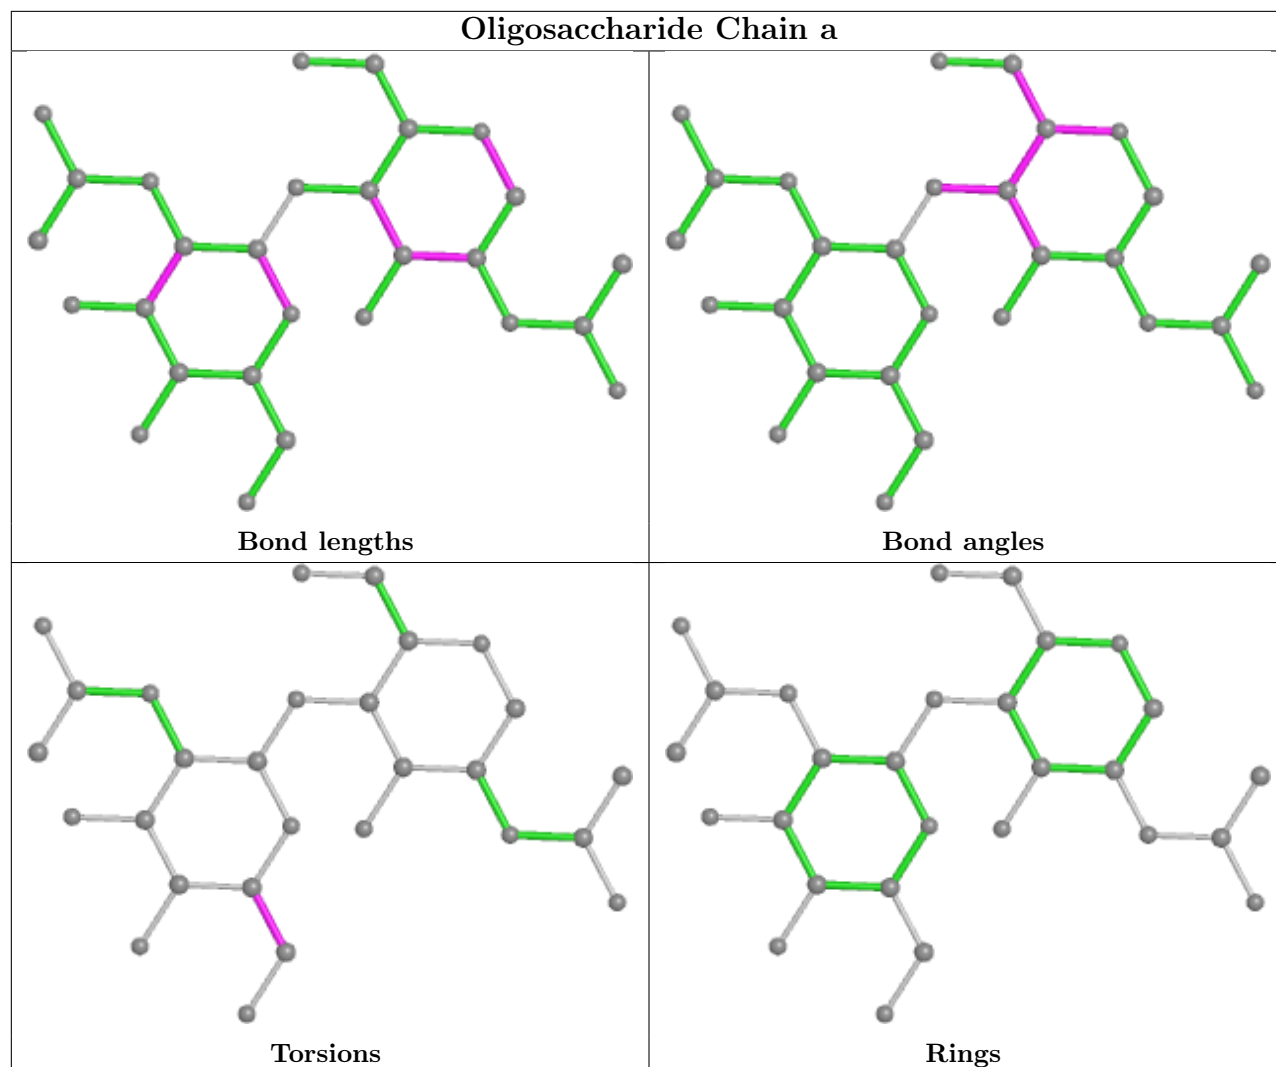 Oligosaccharide Chain a
Bond lengths
Bond angles
Torsions
Rings